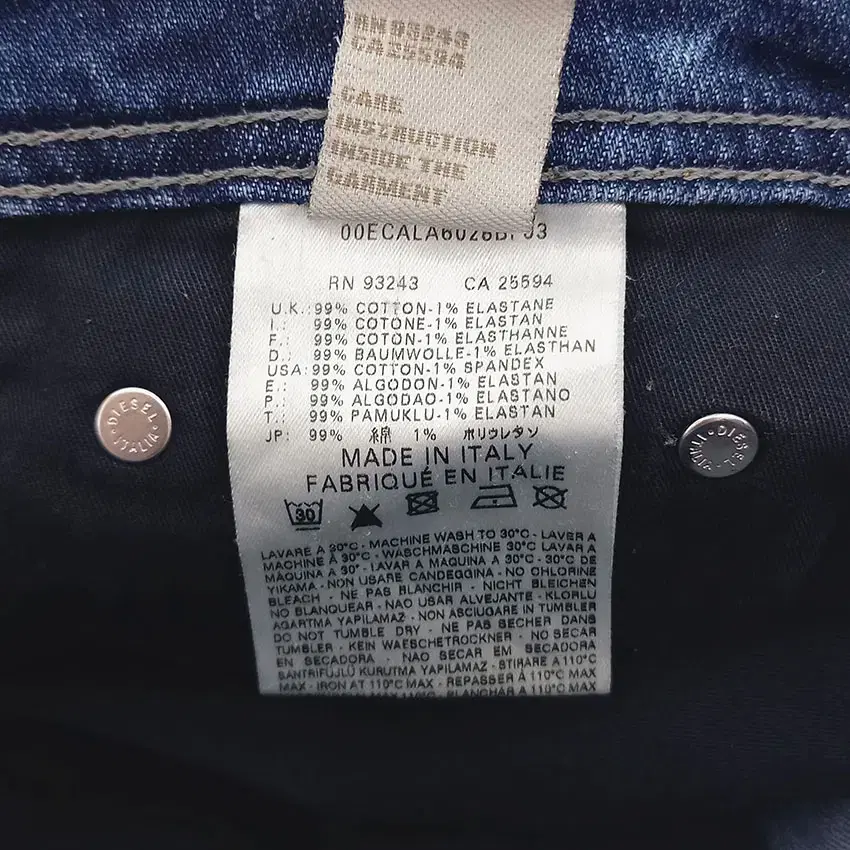 RN 93243
CA 25594
CARE
INSTRUCTION
INSIDE THE
GARMENT
RN 93243 CA 25594
U.K.: 99% COTTON-1% ELASTANE
I.: 99% COTONE-1% ELASTAN
F.: 99% COTON-1% ELASTHANNE
D.: 99% BAUMWOLLE-1% ELASTHAN
USA: 99% COTTON-1% SPANDEX
E.: 99% ALGODON-1% ELASTAN
P.: 99% ALGODAO-1% ELASTANO
T.: 99% PAMUKLU-1% ELASTAN
JP: 99% 綿 1% ポリウレタン
MADE IN ITALY
FABRIQUÉ EN ITALIE
30
LAVARE A 30°C - MACHINE WASH TO 30°C - LAVER A
MACHINE À 30°C - WASCHMASCHINE 30°C LAVAR A
MAQUINA A 30° - LAVAR A MAQUINA A 30°C - 30°C DE
YIKAMA - NON USARE CANDEGGINA - NO CHLORINE
BLEACH - NE PAS BLANCHIR - NICHT BLEICHEN
NO BLANQUEAR - NAO USAR ALVEJANTE - KLORLU
AGARTMA YAPILAMAZ - NON ASCIUGARE IN TUMBLER
DO NOT TUMBLE DRY - NE PAS SECHER DANS
TUMBLER - KEIN WAESCHETROCKNER - NO SECAR
EN SECADORA - NAO SECAR EM SECADORA
SANTRIFÜJLÜ KURUTMA YAPILAMAZ - STIRARE A 110°C
MAX - IRON AT 110°C MAX - REPASSER À 110°C MAX
MAX 110°C - PLANCHAR A 110°C
DIESEL
ITALIA
DIESEL
ITALIA